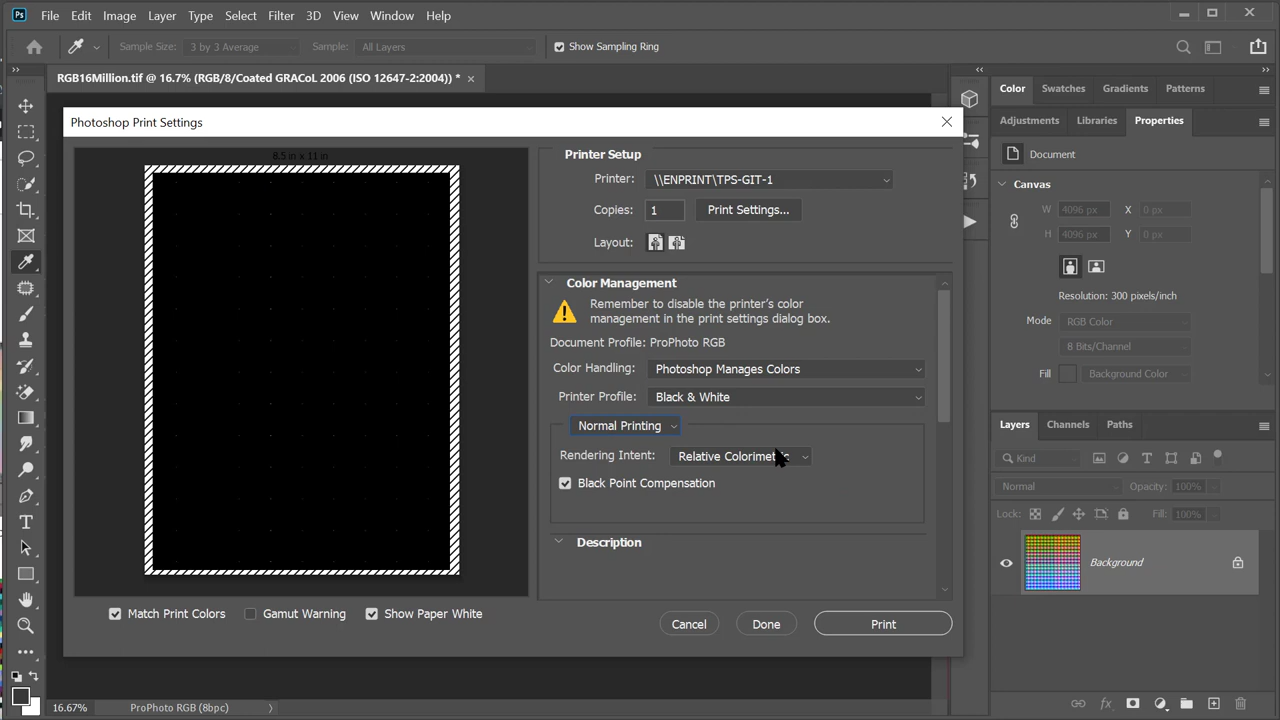 Ps File Edit Image Layer Type Select Filter 3D View Window Help
Sample Size: 3 by 3 Average Sample: All Layers Show Sampling Ring
RGB16Million.tif @ 16.7% (RGB/8/Coated GRACoL 2006 (ISO 12647-2:2004)) *
Photoshop Print Settings
8.5 in x 11 in
Match Print Colors Gamut Warning Show Paper White
Printer Setup
Printer: \\ENPRINT\TPS-GIT-1
Copies: 1 Print Settings...
Layout:
Color Management
Remember to disable the printer's color
management in the print settings dialog box.
Document Profile: ProPhoto RGB
Color Handling: Photoshop Manages Colors
Printer Profile: Black & White
Normal Printing
Rendering Intent: Relative Colorimetric
Black Point Compensation
Description
Cancel Done Print
Color Swatches Gradients Patterns
Adjustments Libraries Properties
Document
Canvas
W 4096 px X 0 px
H 4096 px Y 0 px
Resolution: 300 pixels/inch
Mode RGB Color
8 Bits/Channel
Fill Background Color
Layers Channels Paths
Kind
Normal Opacity: 100%
Lock: Fill: 100%
Background
fx
16.67% ProPhoto RGB (8bpc)